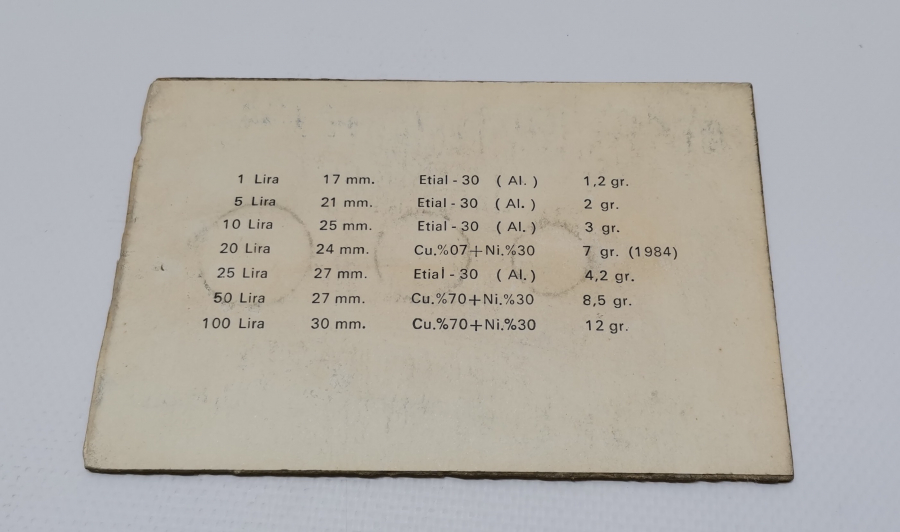 1 Lira 17 mm. Etial - 30 ( Al. ) 1,2 gr.
5 Lira 21 mm. Etial - 30 ( Al. ) 2 gr.
10 Lira 25 mm. Etial - 30 ( Al. ) 3 gr.
20 Lira 24 mm. Cu.%07+Ni.%30 7 gr. (1984)
25 Lira 27 mm. Etial - 30 ( Al. ) 4,2 gr.
50 Lira 27 mm. Cu.%70+Ni.%30 8,5 gr.
100 Lira 30 mm. Cu.%70+Ni.%30 12 gr.